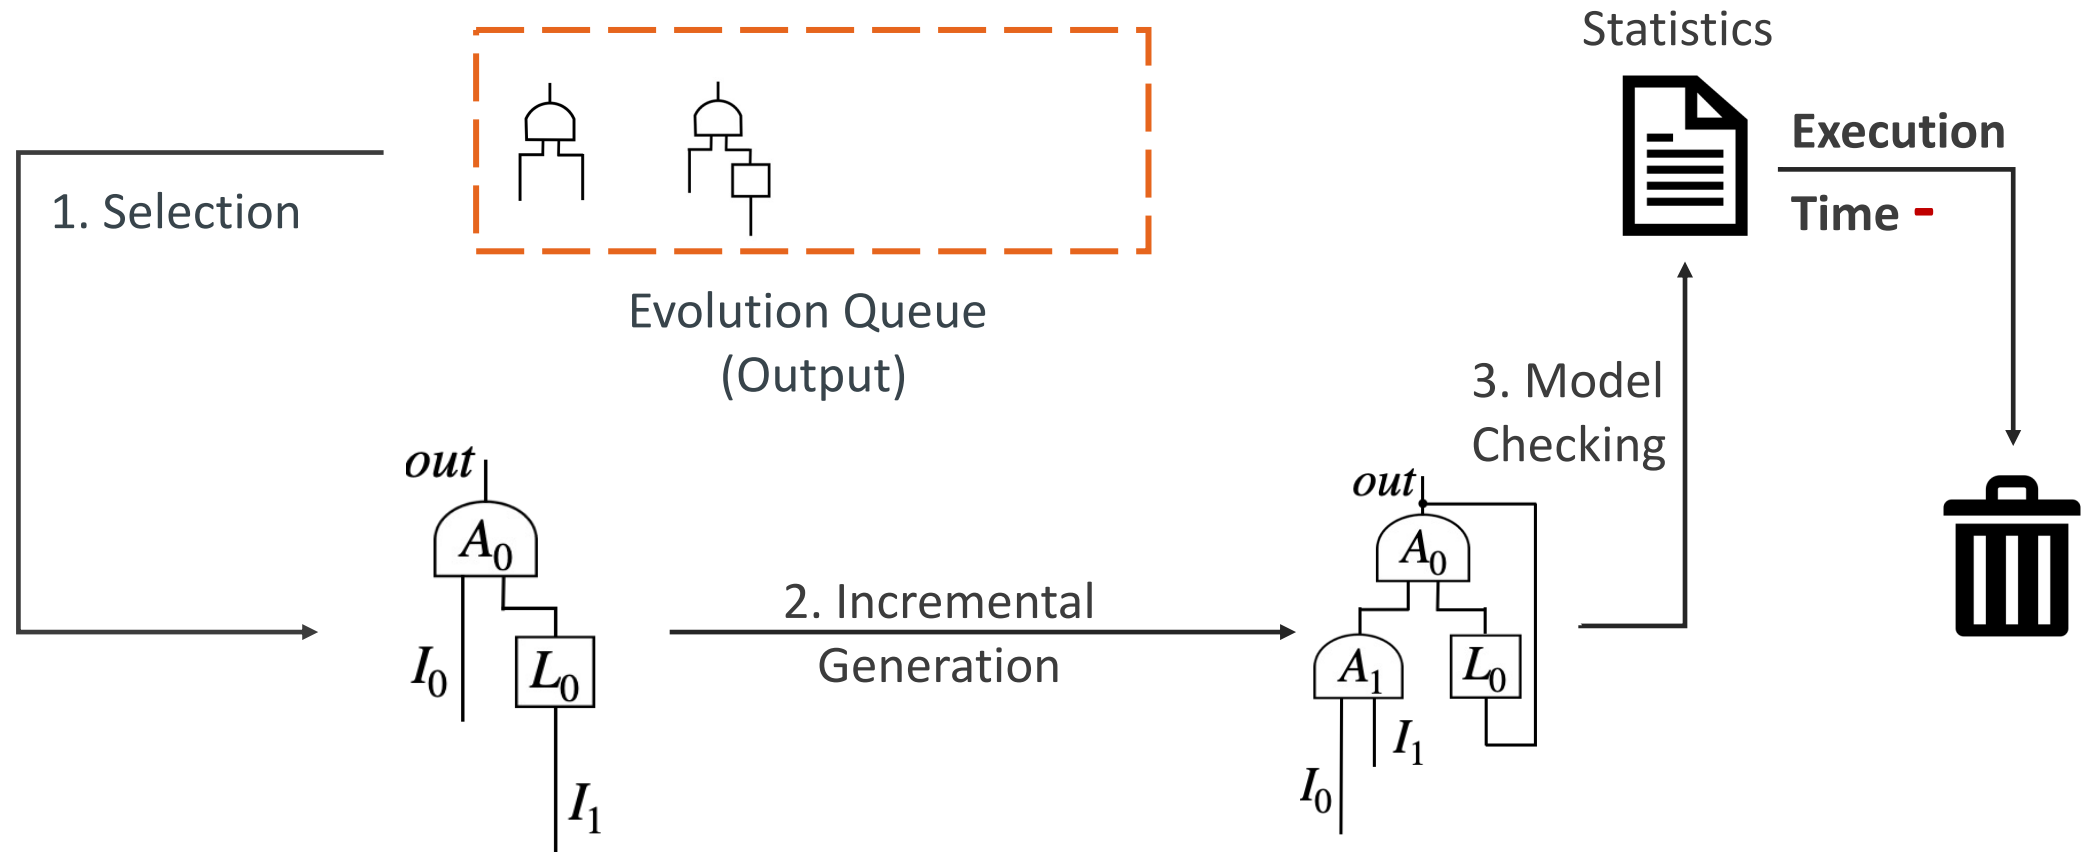 Statistics
Execution
Time -
1. Selection
Evolution Queue
(Output)
3. Model
Checking
out
A₀
I₀
L₀
I₁
2. Incremental
Generation
out
A₀
A₁
L₀
I₁
I₀